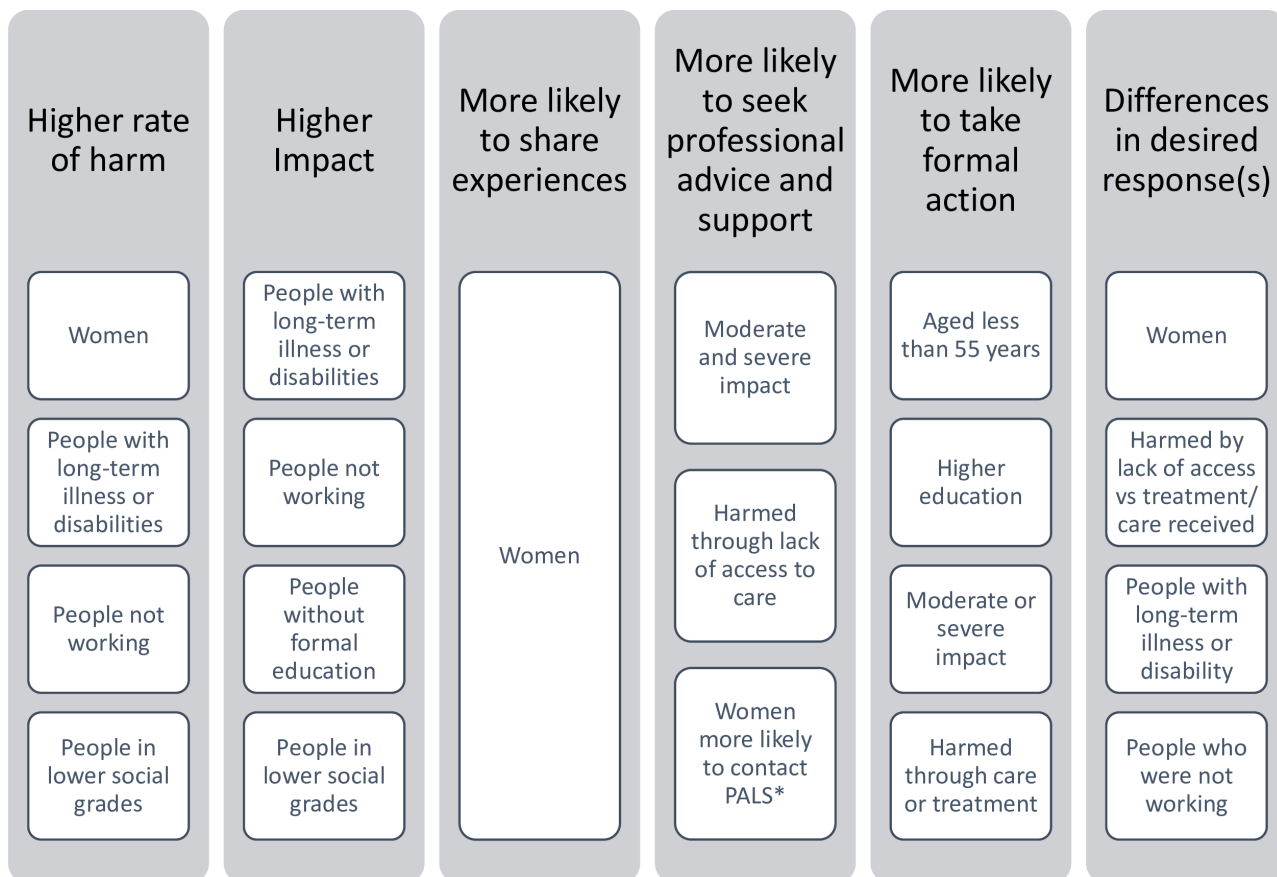 Higher rate
of harm
Women
People with
long-term
illness or
disabilities
People not
working
People in
lower social
grades
Higher
Impact
People with
long-term
illness or
disabilities
People not
working
People
without
formal
education
People in
lower social
grades
More likely
to share
experiences
Women
More likely
to seek
professional
advice and
support
Moderate
and severe
impact
Harmed
through lack
of access to
care
Women
more likely
to contact
PALS*
More likely
to take
formal
action
Aged less
than 55 years
Higher
education
Moderate or
severe
impact
Harmed
through care
or treatment
Differences
in desired
response(s)
Women
Harmed by
lack of access
vs treatment/
care received
People with
long-term
illness or
disability
People who
were not
working